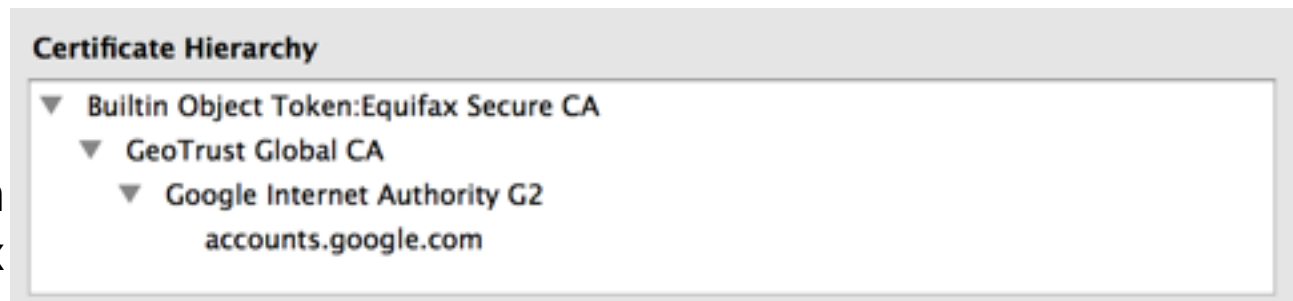 Certificate Hierarchy
Builtin Object Token:Equifax Secure CA
GeoTrust Global CA
Google Internet Authority G2
accounts.google.com